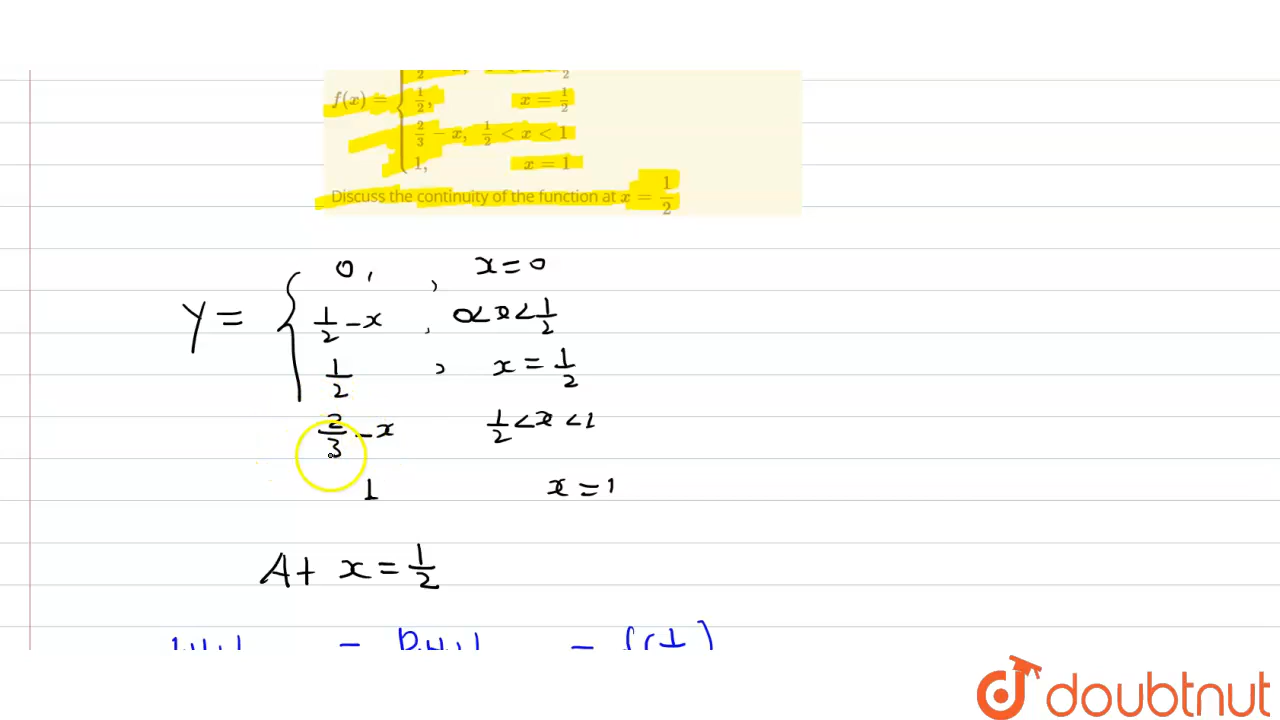 f(x) = { 1/2, x = 1/2
2/3 − x, 1/2 < x < 1
1, x = 1
Discuss the continuity of the function at x = 1/2
0, , x = 0
Y = { 1/2 − x , 0 < x < 1/2
1/2 , x = 1/2
2/3 − x 1/2 < x < 1
1 x = 1
At x = 1/2
doubtnut